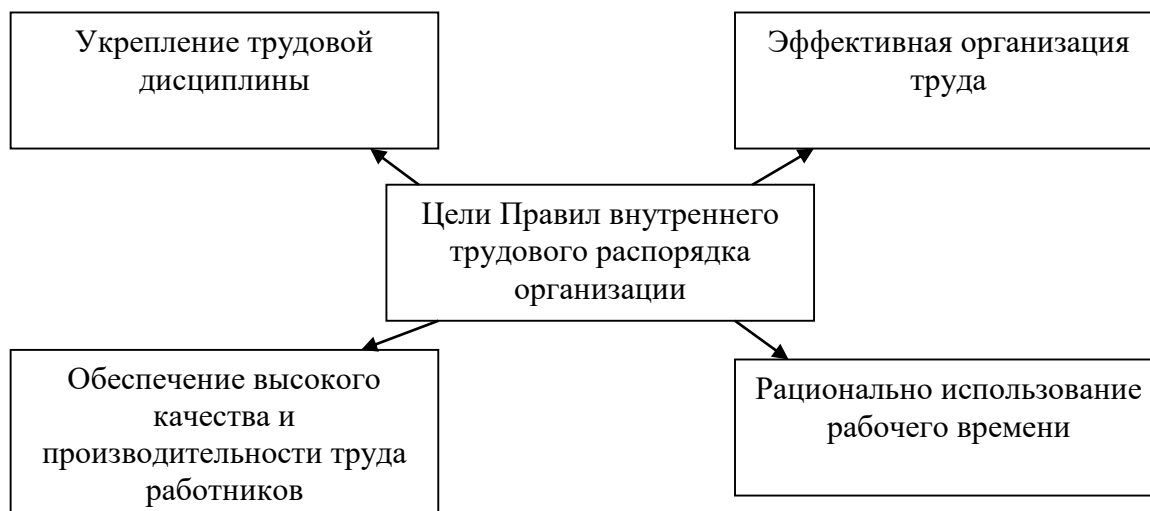 Укрепление трудовой
дисциплины
Эффективная организация
труда
Цели Правил внутреннего
трудового распорядка
организации
Обеспечение высокого
качества и
производительности труда
работников
Рационально использование
рабочего времени